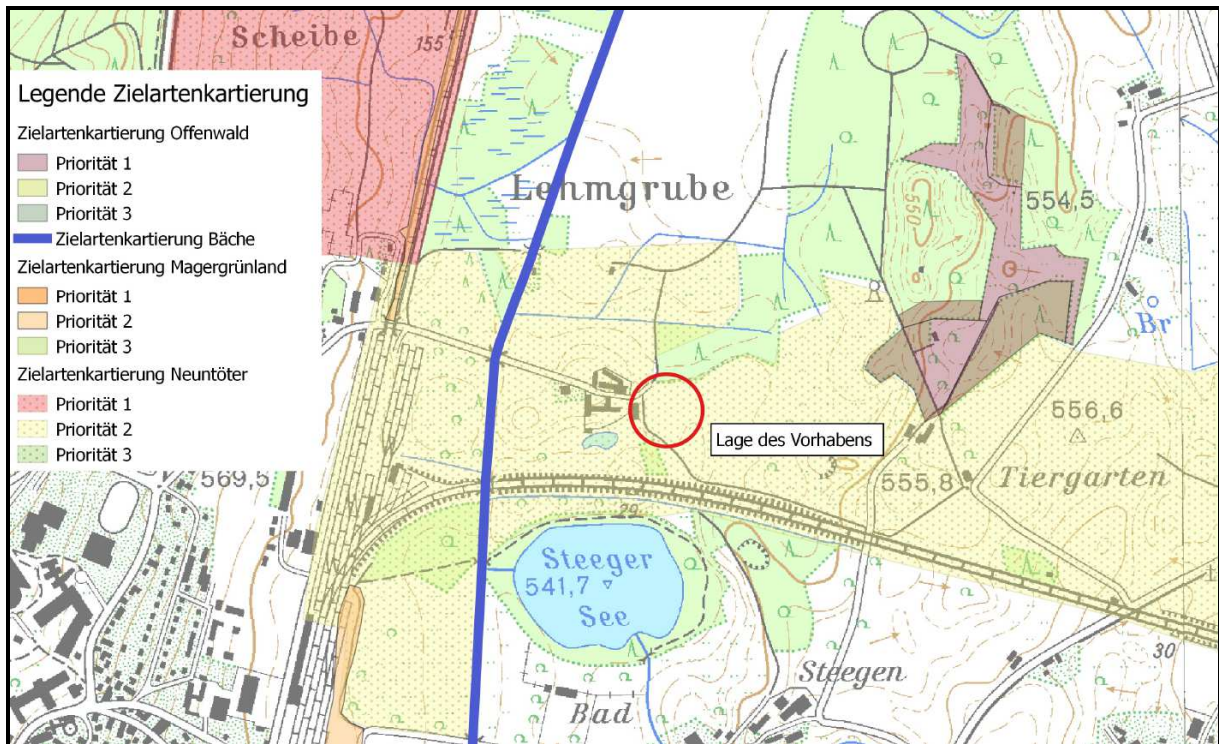 Scheibe
155
Legende Zielartenkartierung
Zielartenkartierung Offenwald
Priorität 1
Priorität 2
Priorität 3
Zielartenkartierung Bäche
Zielartenkartierung Magergrünland
Priorität 1
Priorität 2
Priorität 3
Zielartenkartierung Neuntöter
Priorität 1
Priorität 2
Priorität 3
Lehmgrube
550
554,5
Br
556,6
Lage des Vorhabens
569,5
555,8
Tiergarten
29
Steeger
541,7
See
30
Steegen
Bad